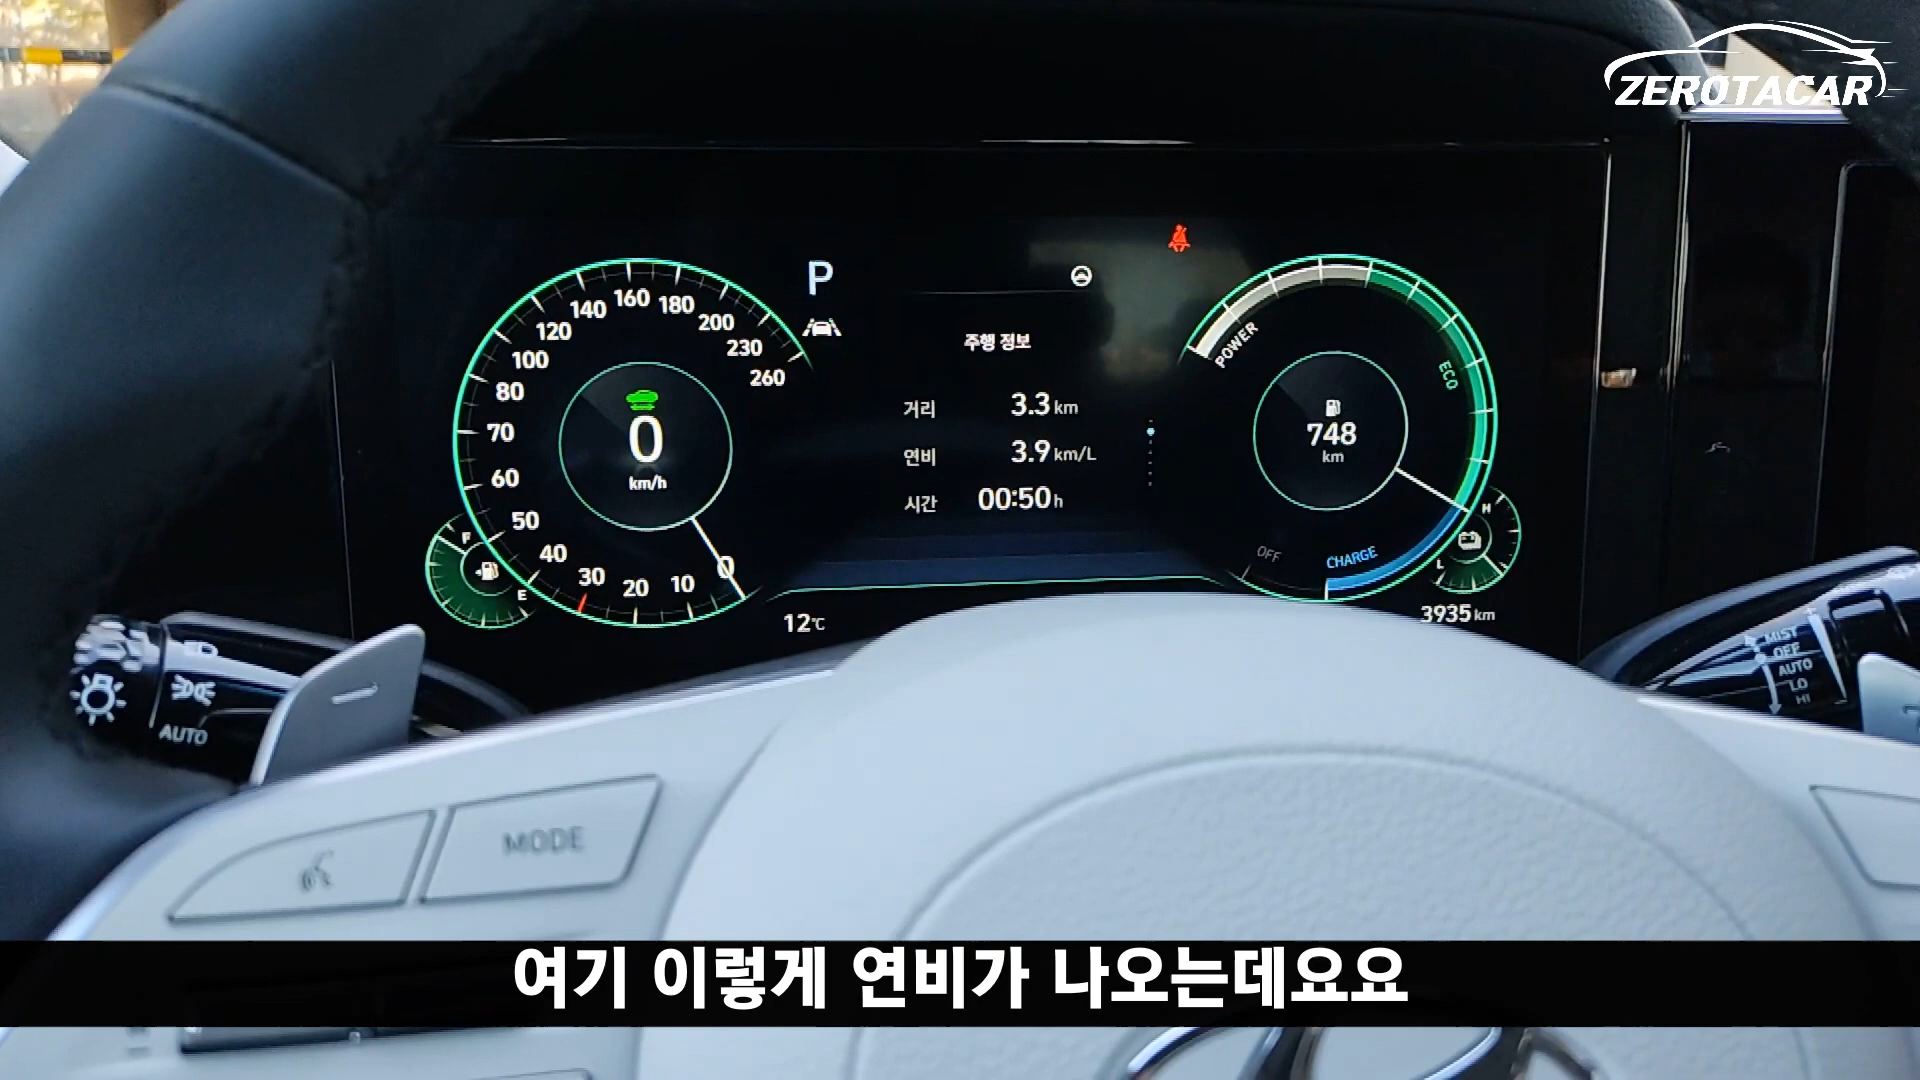 ZEROTACAR
P
주행 정보
거리 3.3 km
연비 3.9 km/L
시간 00:50 h
0 10 20 30 40 50 60 70 80 100 120 140 160 180 200 230 260
0
km/h
F
E
12℃
POWER
ECO
CHARGE
OFF
748
km
H
L
3935 km
AUTO
MIST
OFF
AUTO
LO
HI
MODE
여기 이렇게 연비가 나오는데요요